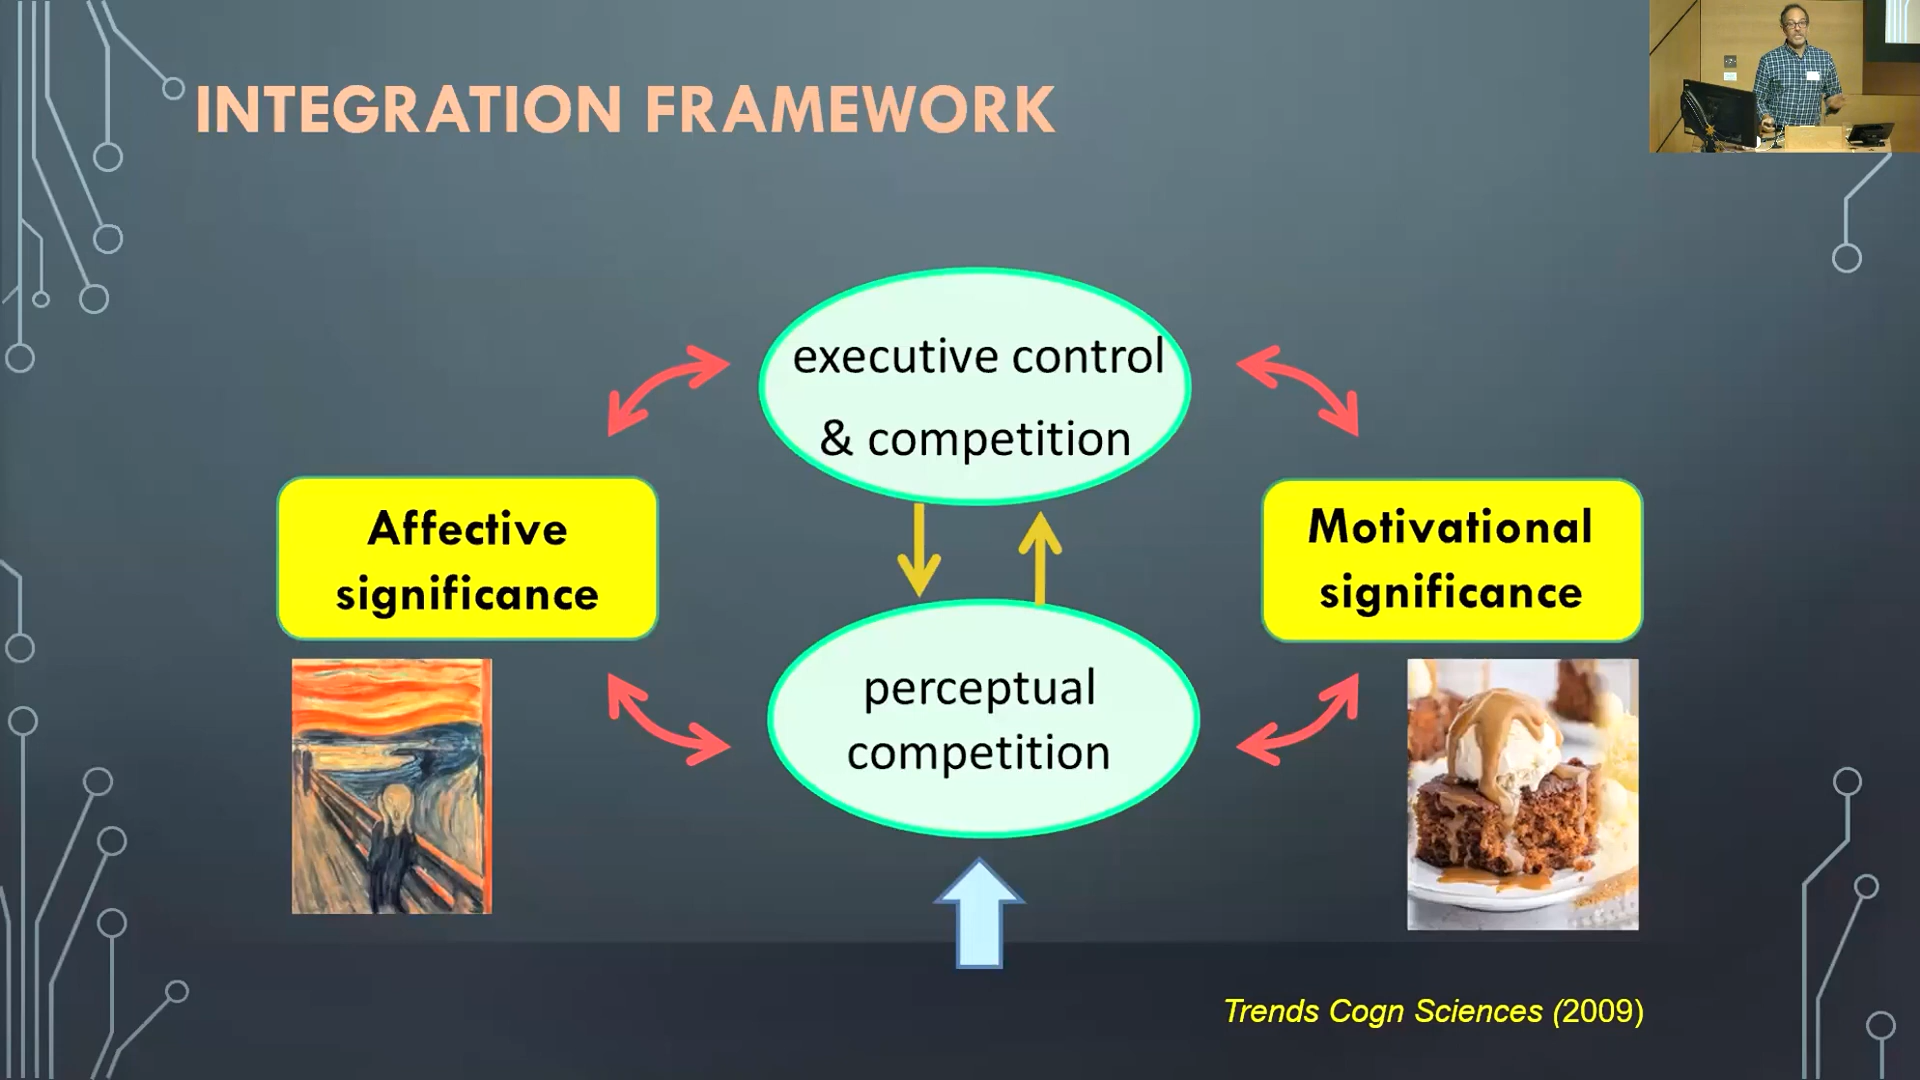 INTEGRATION FRAMEWORK
executive control
& competition
Affective
significance
Motivational
significance
perceptual
competition
Trends Cogn Sciences (2009)